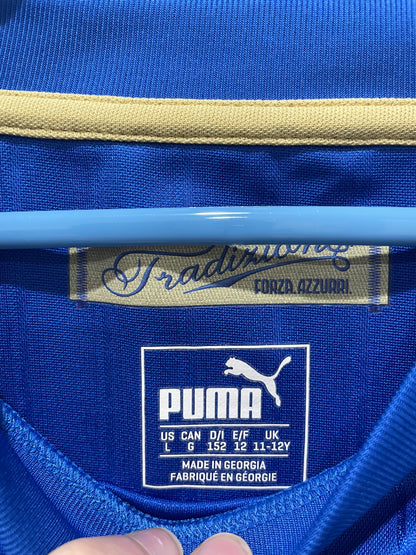 Tradizione
FORZA AZZURRI.
PUMA
US CAN D/I E/F UK
L G 152 12 11-12Y
MADE IN GEORGIA
FABRIQUÉ EN GÉORGIE